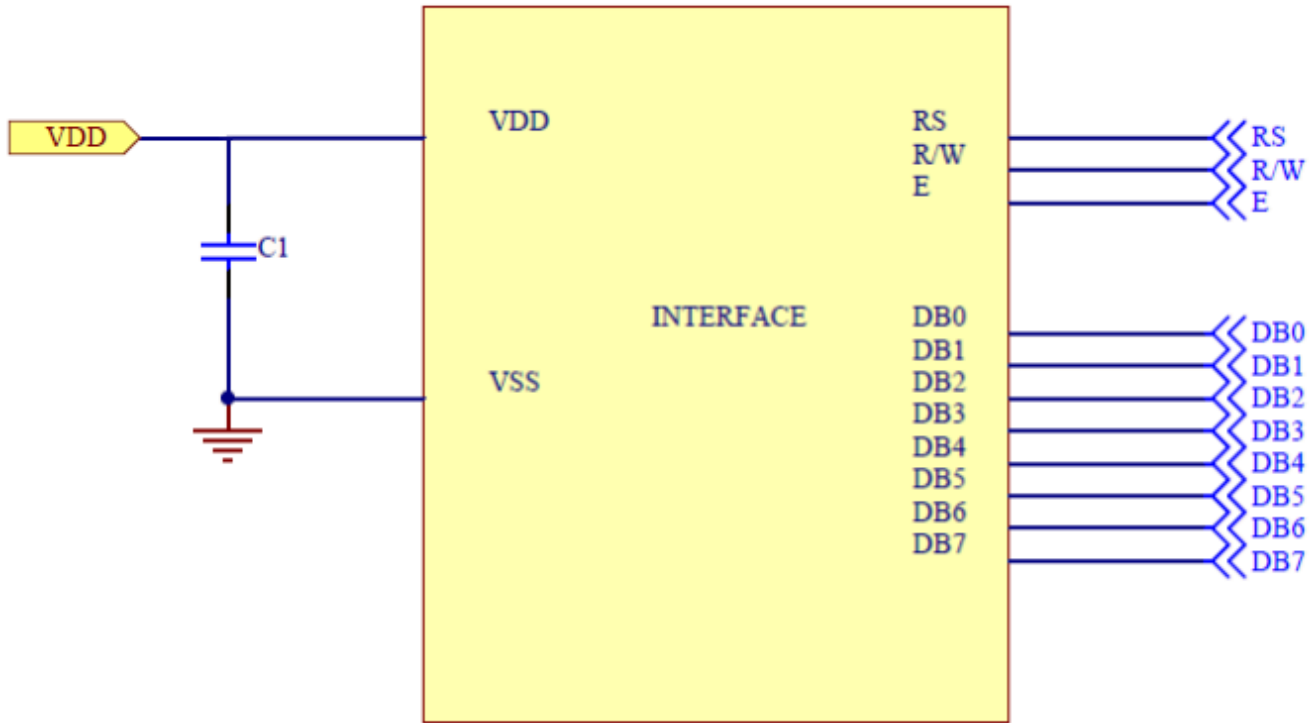 VDD
C1
VDD
VSS
INTERFACE
RS
R/W
E
DB0
DB1
DB2
DB3
DB4
DB5
DB6
DB7
RS
R/W
E
DB0
DB1
DB2
DB3
DB4
DB5
DB6
DB7